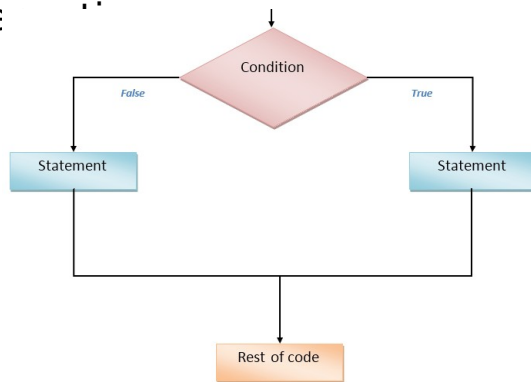 Condition
False
True
Statement
Statement
Rest of code